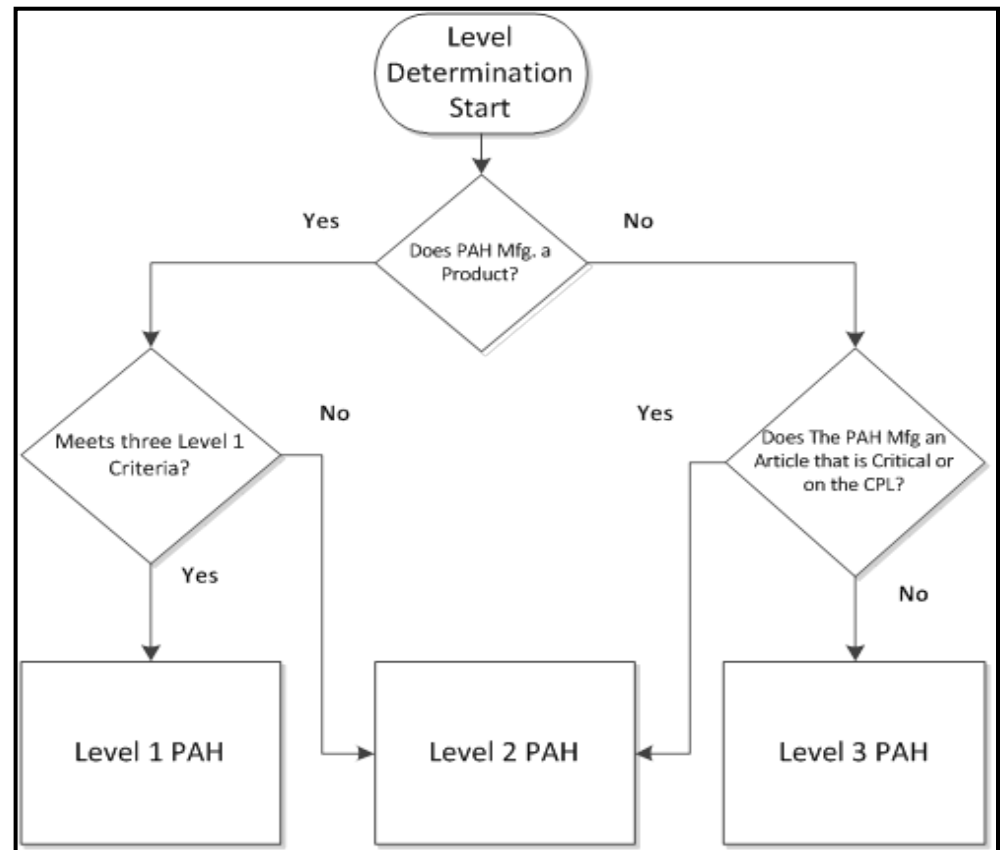 Level
Determination
Start
Yes
No
Does PAH Mfg. a
Product?
Meets three Level 1
Criteria?
No
Yes
Does The PAH Mfg an
Article that is Critical or
on the CPL?
Yes
No
Level 1 PAH
Level 2 PAH
Level 3 PAH